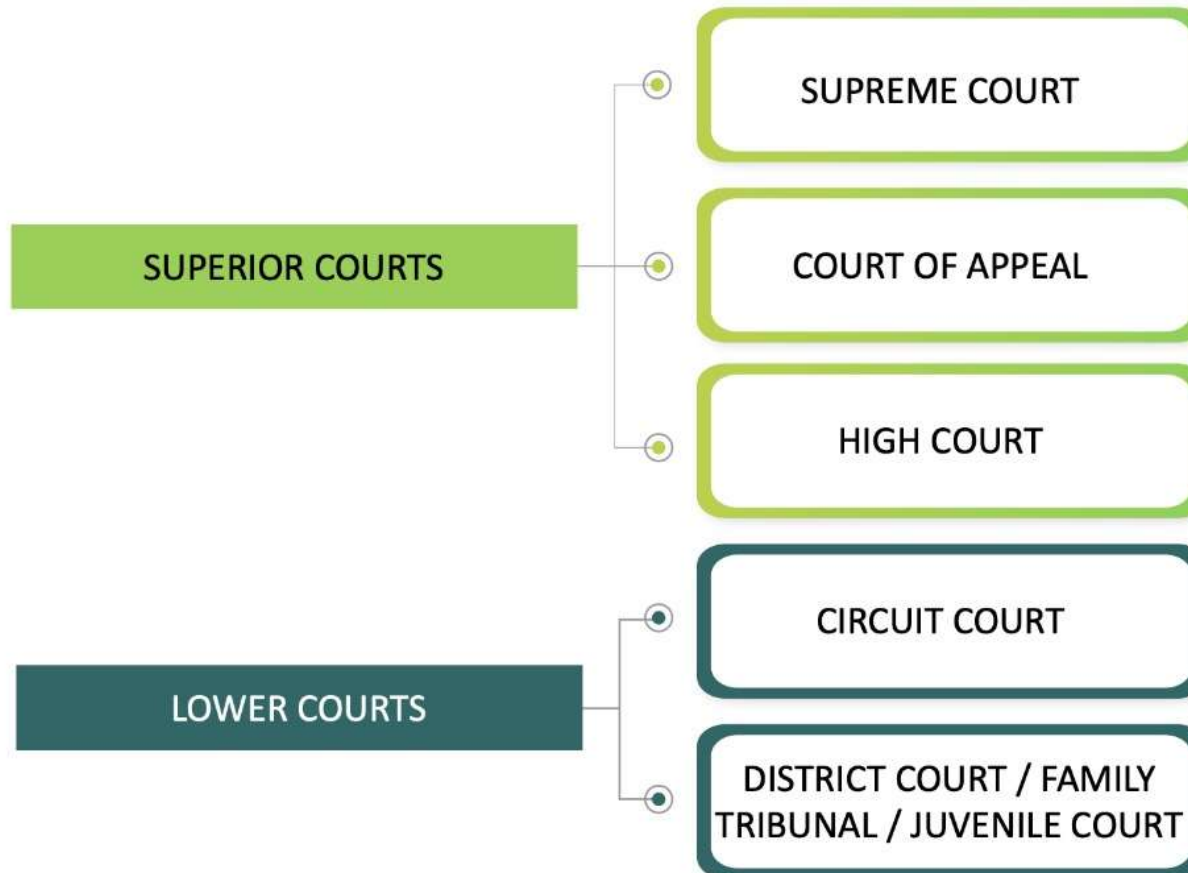 SUPREME COURT
SUPERIOR COURTS
COURT OF APPEAL
HIGH COURT
CIRCUIT COURT
LOWER COURTS
DISTRICT COURT / FAMILY
TRIBUNAL / JUVENILE COURT